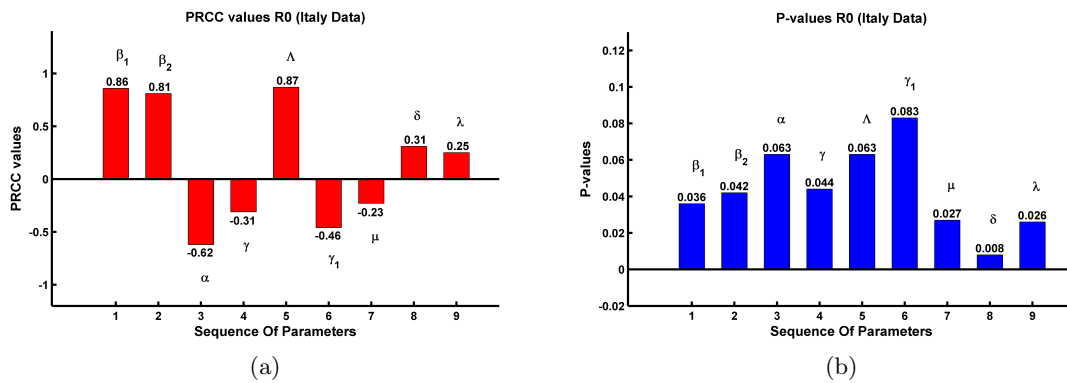 PRCC values R0 (Italy Data)
PRCC values
1
0.5
0
-0.5
-1
β1
β2
Λ
δ
λ
0.86
0.81
0.87
0.31
0.25
-0.62
-0.31
-0.46
-0.23
α
γ
γ1
μ
1 2 3 4 5 6 7 8 9
Sequence Of Parameters
(a)
P-values R0 (Italy Data)
P-values
0.12
0.1
0.08
0.06
0.04
0.02
0
-0.02
β1
β2
α
γ
Λ
γ1
μ
δ
λ
0.036
0.042
0.063
0.044
0.063
0.083
0.027
0.008
0.026
1 2 3 4 5 6 7 8 9
Sequence Of Parameters
(b)